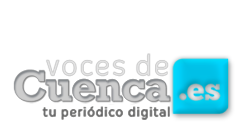 voces de
Cuenca.es
tu periódico digital